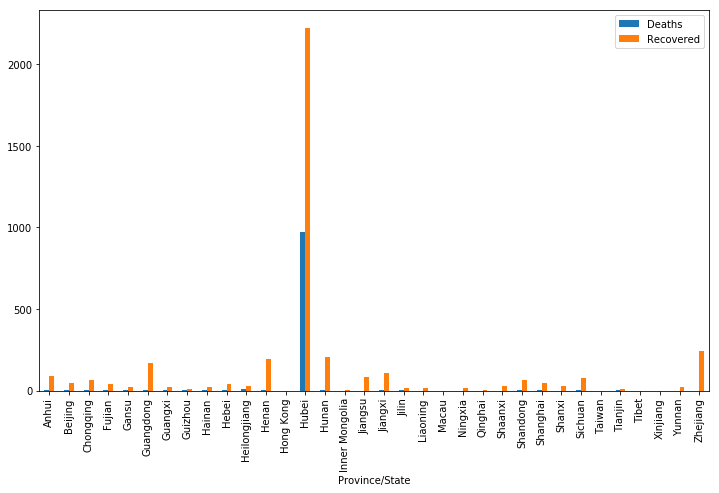 Deaths
Recovered
2000
1500
1000
500
0
Anhui
Beijing
Chongqing
Fujian
Gansu
Guangdong
Guangxi
Guizhou
Hainan
Hebei
Heilongjiang
Henan
Hong Kong
Hubei
Hunan
Inner Mongolia
Jiangsu
Jiangxi
Jilin
Liaoning
Macau
Ningxia
Qinghai
Shaanxi
Shandong
Shanghai
Shanxi
Sichuan
Taiwan
Tianjin
Tibet
Xinjiang
Yunnan
Zhejiang
Province/State